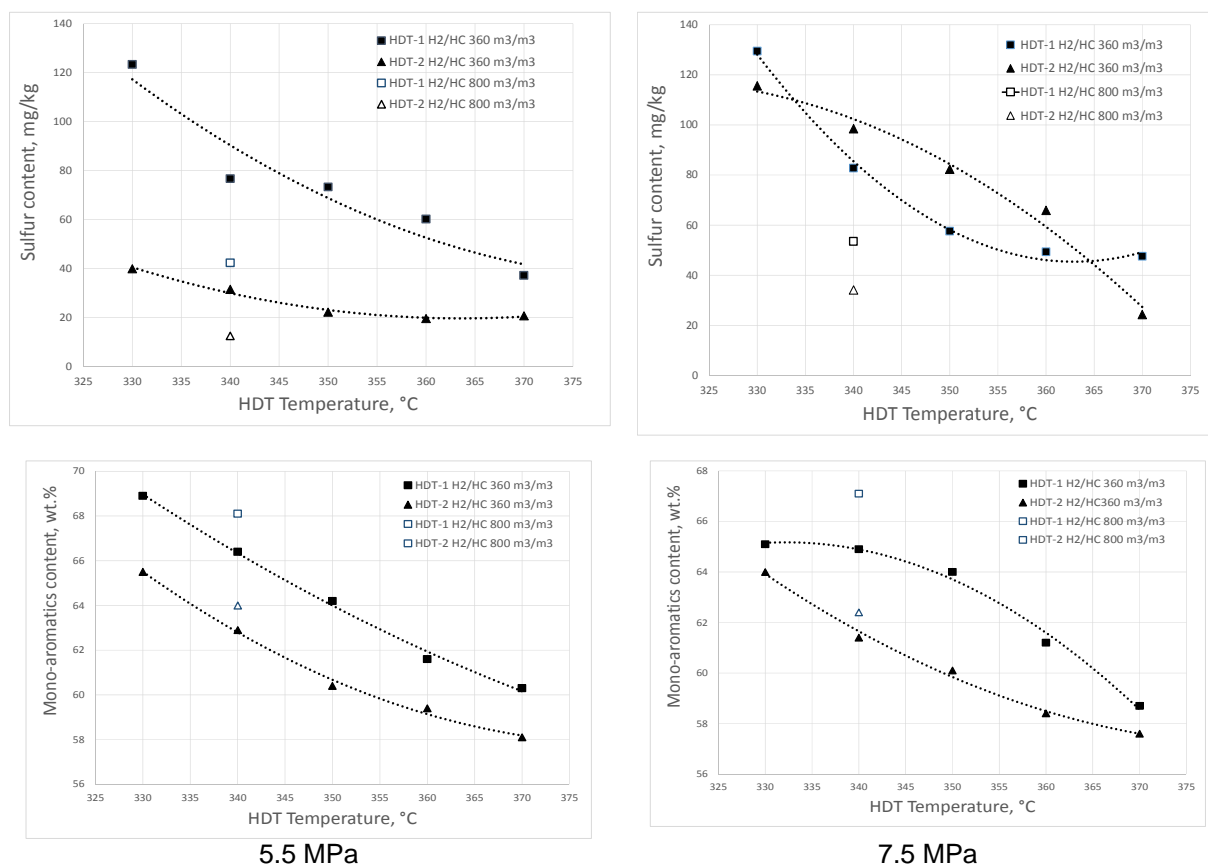 140
120
100
80
60
40
20
0
Sulfur content, mg/kg
HDT-1 H2/HC 360 m3/m3
HDT-2 H2/HC 360 m3/m3
HDT-1 H2/HC 800 m3/m3
HDT-2 H2/HC 800 m3/m3
325 330 335 340 345 350 355 360 365 370 375
HDT Temperature, °C
140
120
100
80
60
40
20
0
Sulfur content, mg/kg
HDT-1 H2/HC 360 m3/m3
HDT-2 H2/HC 360 m3/m3
HDT-1 H2/HC 800 m3/m3
HDT-2 H2/HC 800 m3/m3
325 330 335 340 345 350 355 360 365 370 375
HDT Temperature, °C
70
68
66
64
62
60
58
56
Mono-aromatics content, wt.%
HDT-1 H2/HC 360 m3/m3
HDT-2 H2/HC 360 m3/m3
HDT-1 H2/HC 800 m3/m3
HDT-2 H2/HC 800 m3/m3
325 330 335 340 345 350 355 360 365 370 375
HDT Temperature, °C
68
66
64
62
60
58
56
Mono-aromatics content, wt.%
HDT-1 H2/HC 360 m3/m3
HDT-2 H2/HC360 m3/m3
HDT-1 H2/HC 800 m3/m3
HDT-2 H2/HC 800 m3/m3
325 330 335 340 345 350 355 360 365 370 375
HDT Temperature, °C
5.5 MPa
7.5 MPa